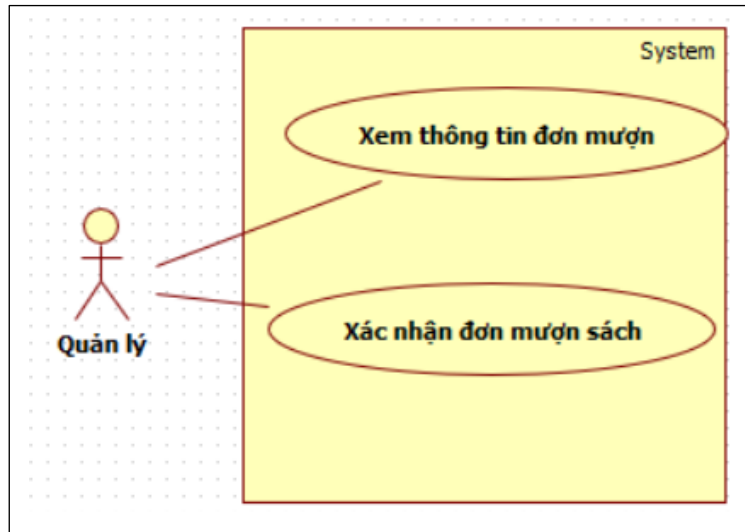 System
Xem thông tin đơn mượn
Quản lý
Xác nhận đơn mượn sách